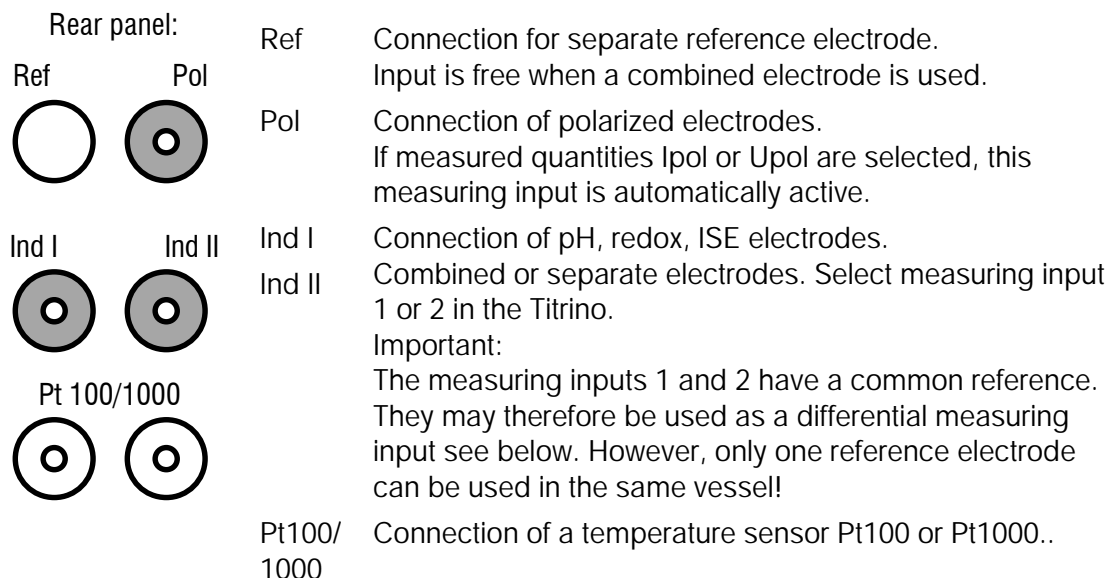 Rear panel:
Ref Pol
Ind I Ind II
Pt 100/1000
Ref Connection for separate reference electrode.
Input is free when a combined electrode is used.
Pol Connection of polarized electrodes.
If measured quantities Ipol or Upol are selected, this
measuring input is automatically active.
Ind I Connection of pH, redox, ISE electrodes.
Ind II Combined or separate electrodes. Select measuring input
1 or 2 in the Titrino.
Important:
The measuring inputs 1 and 2 have a common reference.
They may therefore be used as a differential measuring
input see below. However, only one reference electrode
can be used in the same vessel!
Pt100/ Connection of a temperature sensor Pt100 or Pt1000..
1000